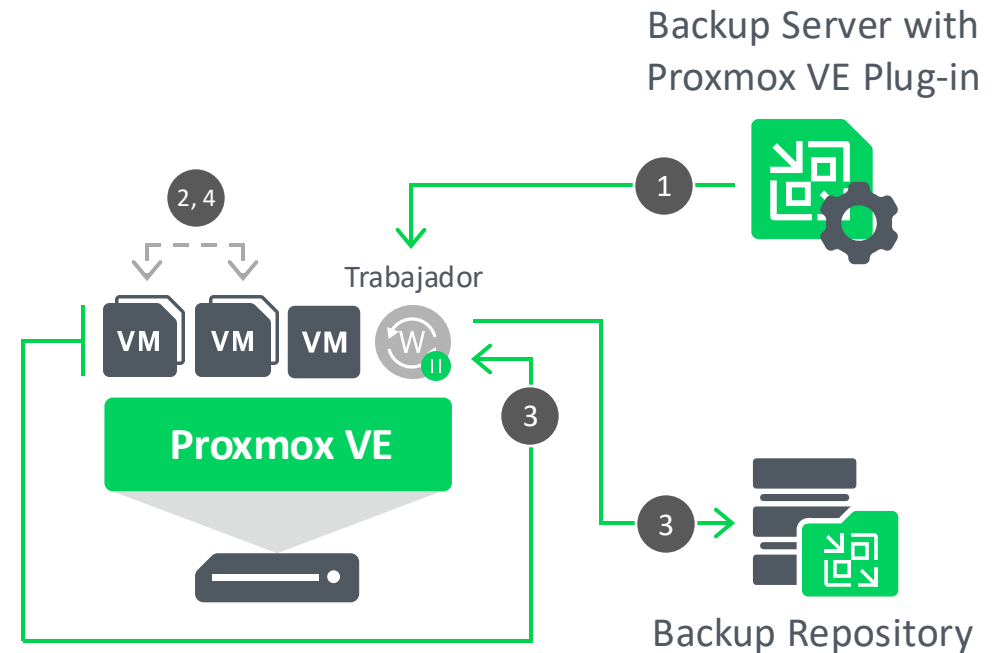 Backup Server with
Proxmox VE Plug-in
1
2, 4
Trabajador
VM
VM
VM
W
3
Proxmox VE
3
Backup Repository